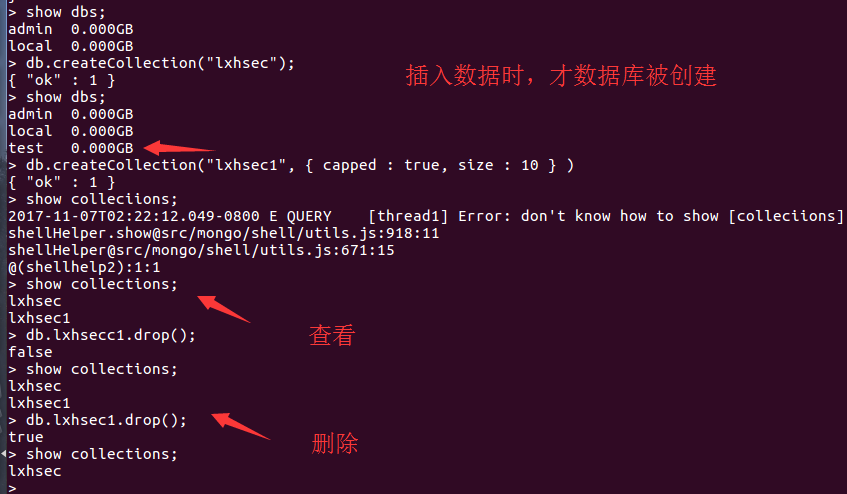 > show dbs;
admin  0.000GB
local  0.000GB
> db.createCollection("lxhsec");
{ "ok" : 1 }
插入数据时，才数据库被创建
> show dbs;
admin  0.000GB
local  0.000GB
test   0.000GB
> db.createCollection("lxhsec1", { capped : true, size : 10 } )
{ "ok" : 1 }
> show colleciions;
2017-11-07T02:22:12.049-0800 E QUERY    [thread1] Error: don't know how to show [colleciions]
shellHelper.show@src/mongo/shell/utils.js:918:11
shellHelper@src/mongo/shell/utils.js:671:15
@(shellhelp2):1:1
> show collections;
lxhsec
lxhsec1
查看
> db.lxhsecc1.drop();
false
> show collections;
lxhsec
lxhsec1
> db.lxhsec1.drop();
true
删除
> show collections;
lxhsec
>